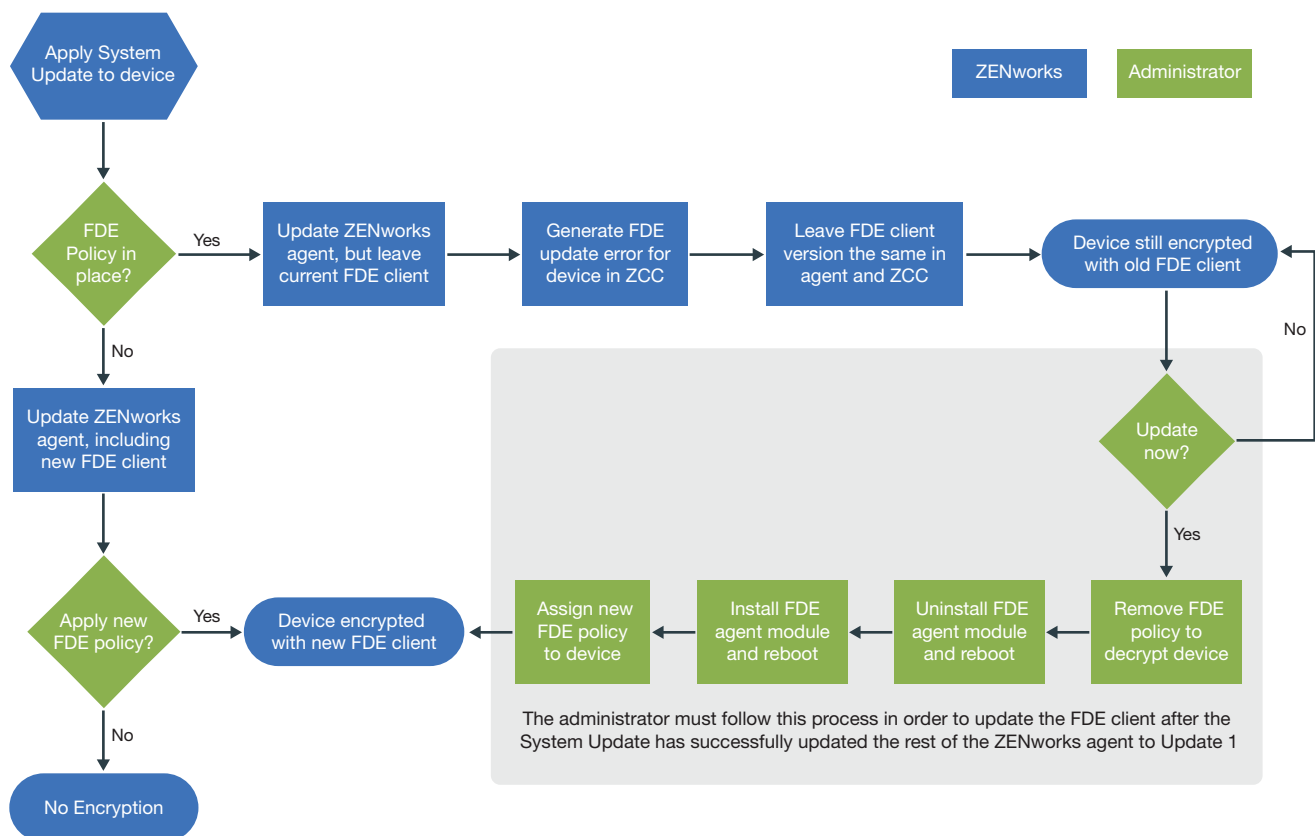 Apply System
Update to device
ZENworks
Administrator
FDE
Policy in
place?
Yes
Update ZENworks
agent, but leave
current FDE client
Generate FDE
update error for
device in ZCC
Leave FDE client
version the same in
agent and ZCC
Device still encrypted
with old FDE client
No
No
Update ZENworks
agent, including
new FDE client
Update
now?
Yes
Apply new
FDE policy?
Yes
Device encrypted
with new FDE client
Assign new
FDE policy
to device
Install FDE
agent module
and reboot
Uninstall FDE
agent module
and reboot
Remove FDE
policy to
decrypt device
The administrator must follow this process in order to update the FDE client after the
System Update has successfully updated the rest of the ZENworks agent to Update 1
No
No Encryption